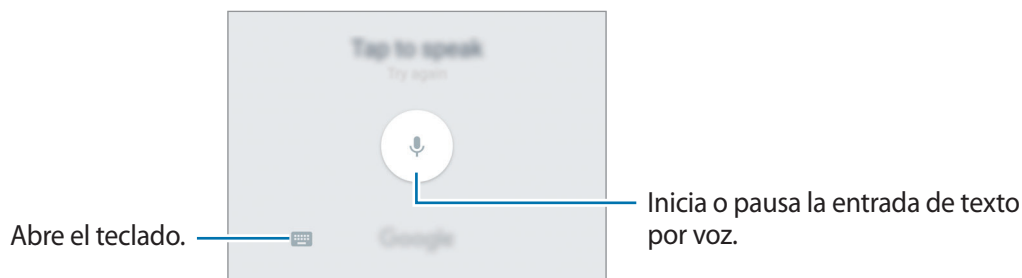 Tap to speak
Try again
Inicia o pausa la entrada de texto
por voz.
Abre el teclado.
Google